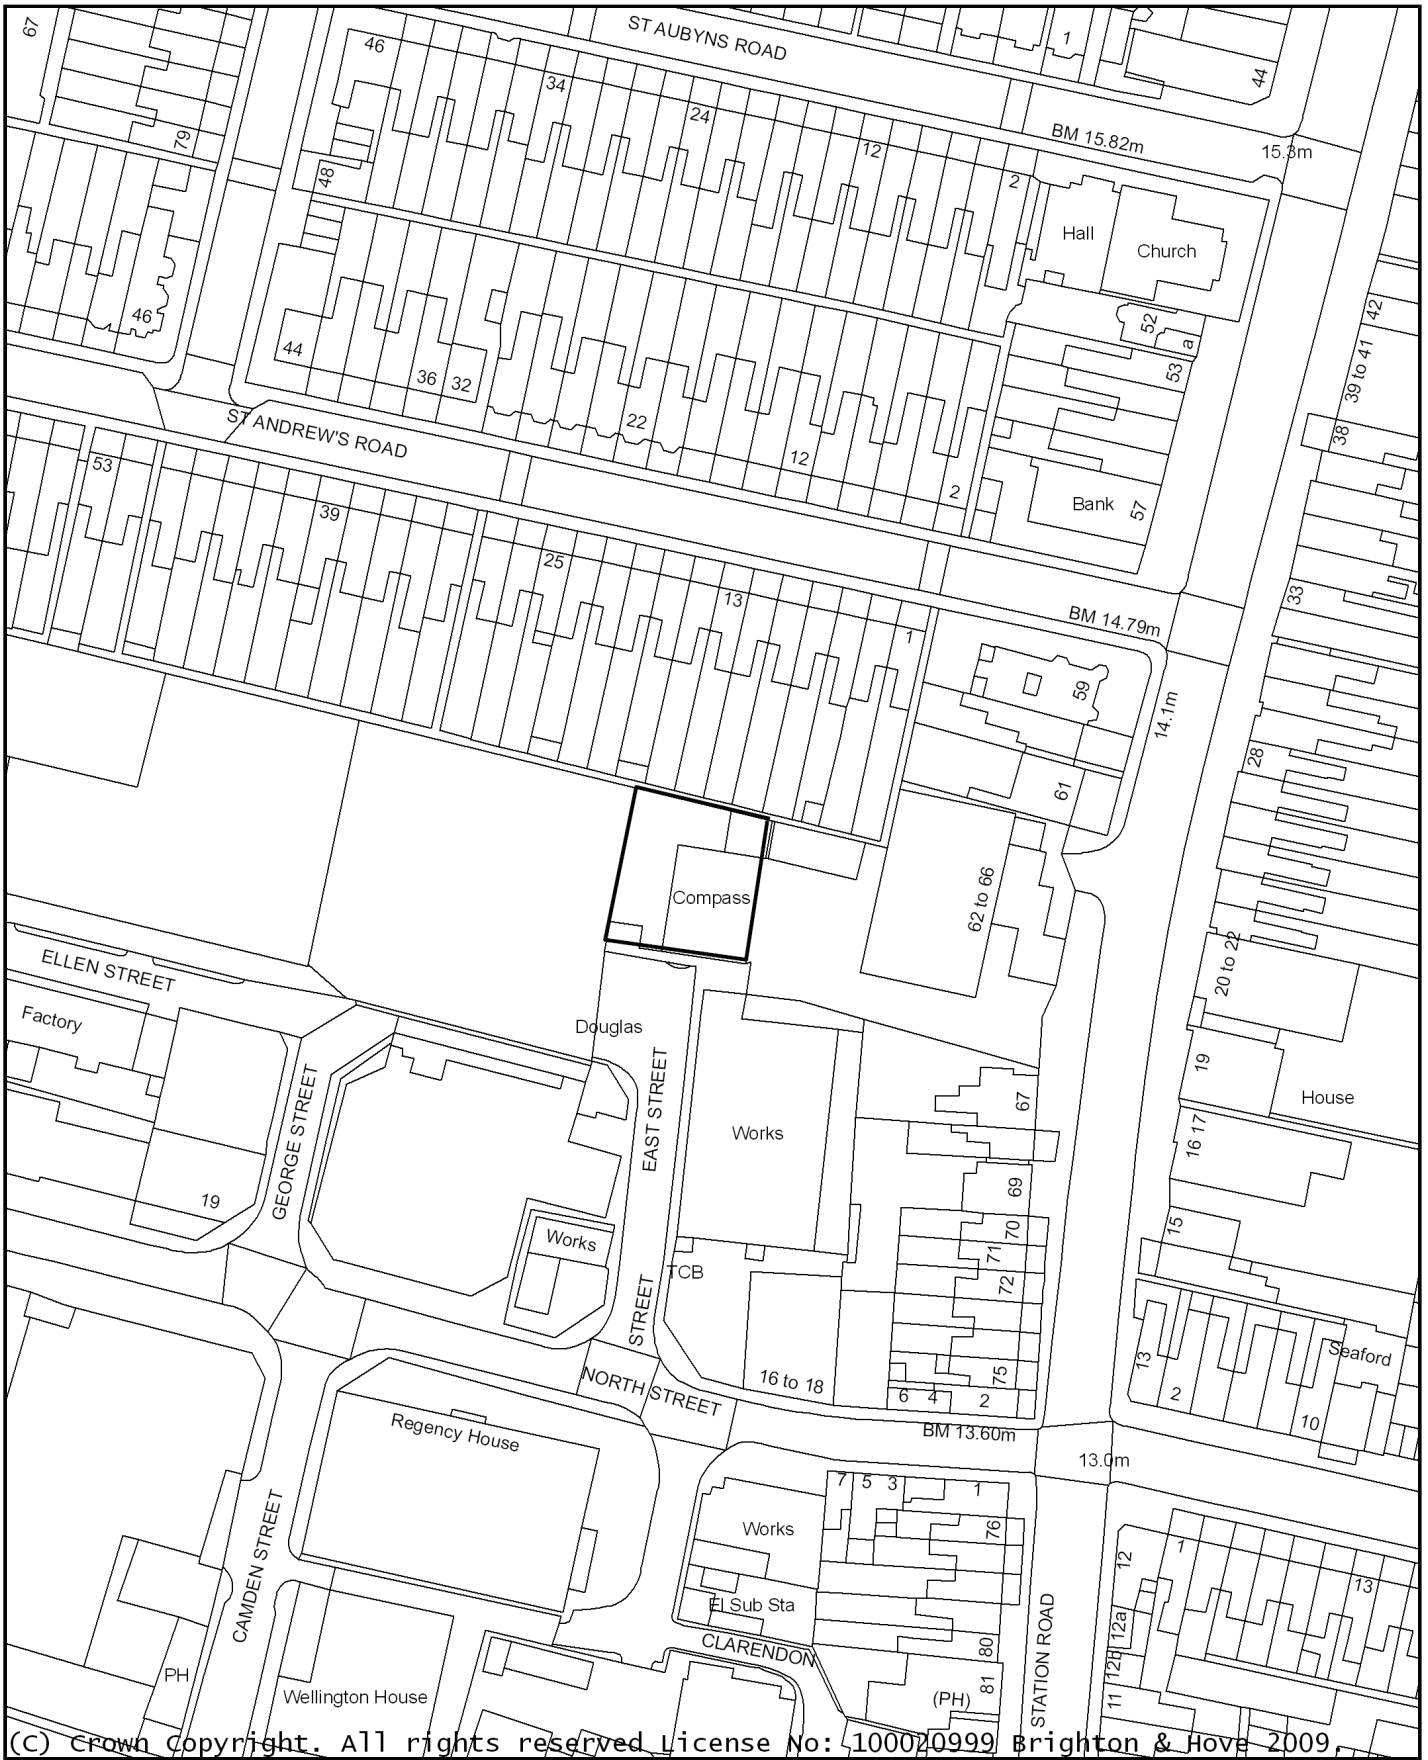 67
46
34
ST AUBYNS ROAD
1
44
79
24
12
BM 15.82m
15.3m
48
2
Hall
Church
46
44
36
32
22
12
2
52
a
53
42
39 to 41
38
ST ANDREW'S ROAD
Bank
57
53
39
25
13
1
BM 14.79m
33
59
14.1m
61
28
Compass
62 to 66
20 to 22
ELLEN STREET
Factory
Douglas
19
House
GEORGE STREET
EAST STREET
Works
67
16 17
19
Works
69
70
71
72
15
TCB
STREET
16 to 18
75
6
4
2
13
2
10
Seaford
NORTH STREET
Regency House
BM 13.60m
13.0m
7
5
3
1
76
Works
El Sub Sta
12
1
13
CAMDEN STREET
CLARENDON
80
81
(PH)
STATION ROAD
12a
12b
11
PH
Wellington House
(C) Crown Copyright. All rights reserved License No: 100020999 Brighton & Hove 2009.